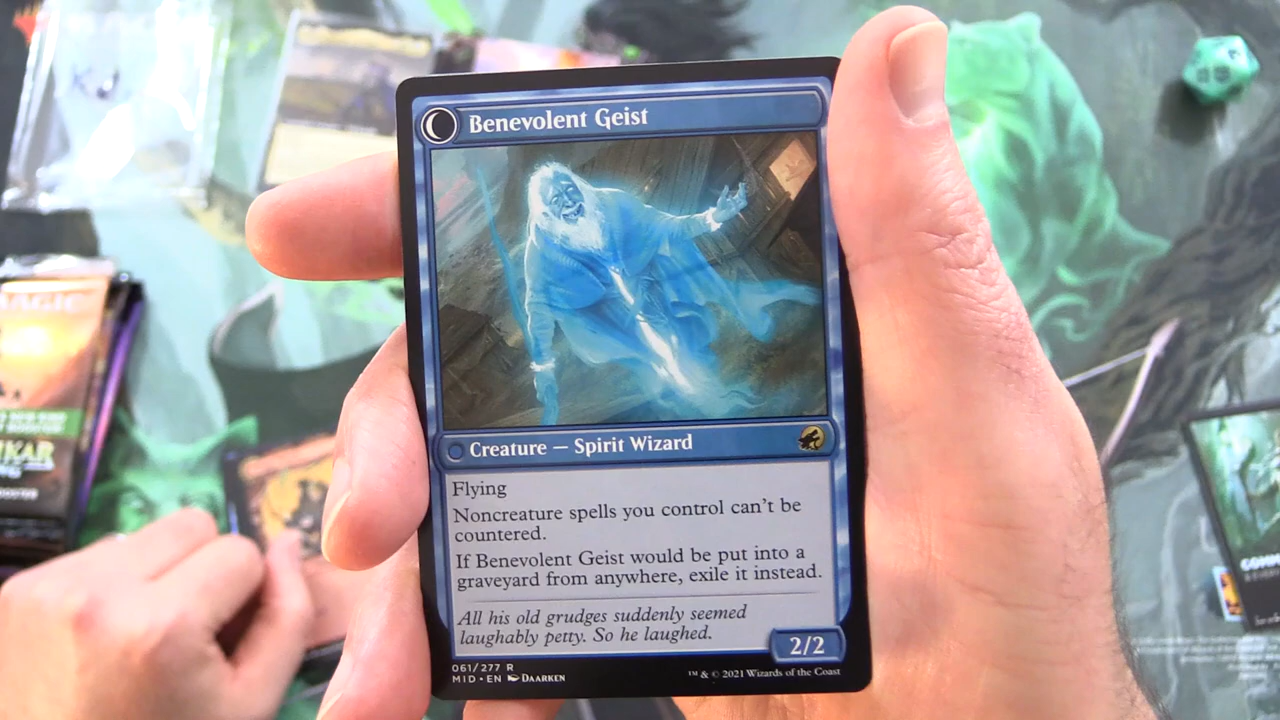 Benevolent Geist
Creature — Spirit Wizard
Flying
Noncreature spells you control can't be
countered.
If Benevolent Geist would be put into a
graveyard from anywhere, exile it instead.
All his old grudges suddenly seemed
laughably petty. So he laughed.
2/2
061/277 R
MID • EN DAARKEN
™ & © 2021 Wizards of the Coast